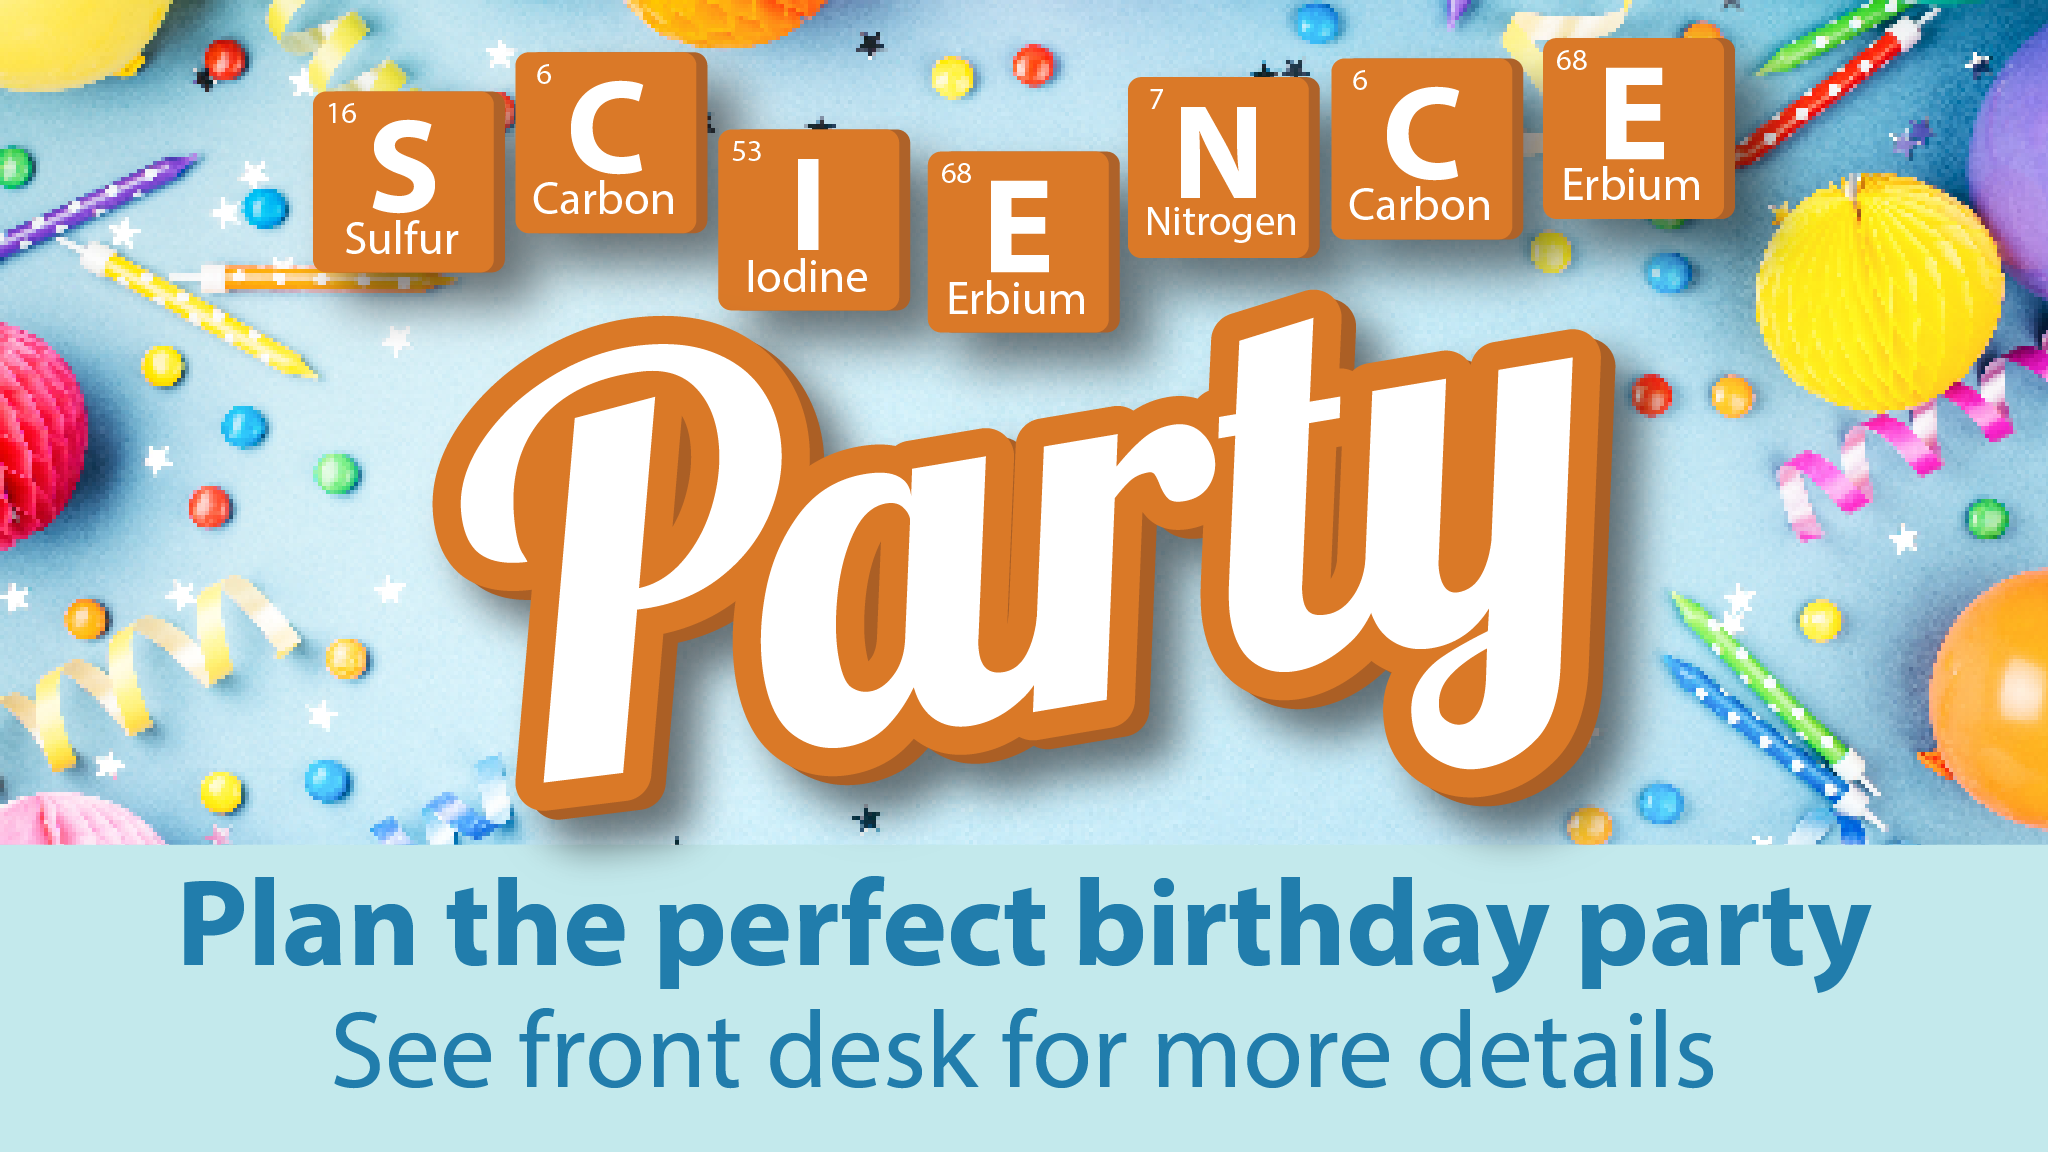 16 S Sulfur
6 C Carbon
53 I Iodine
68 E Erbium
7 N Nitrogen
6 C Carbon
68 E Erbium
Party
Plan the perfect birthday party
See front desk for more details